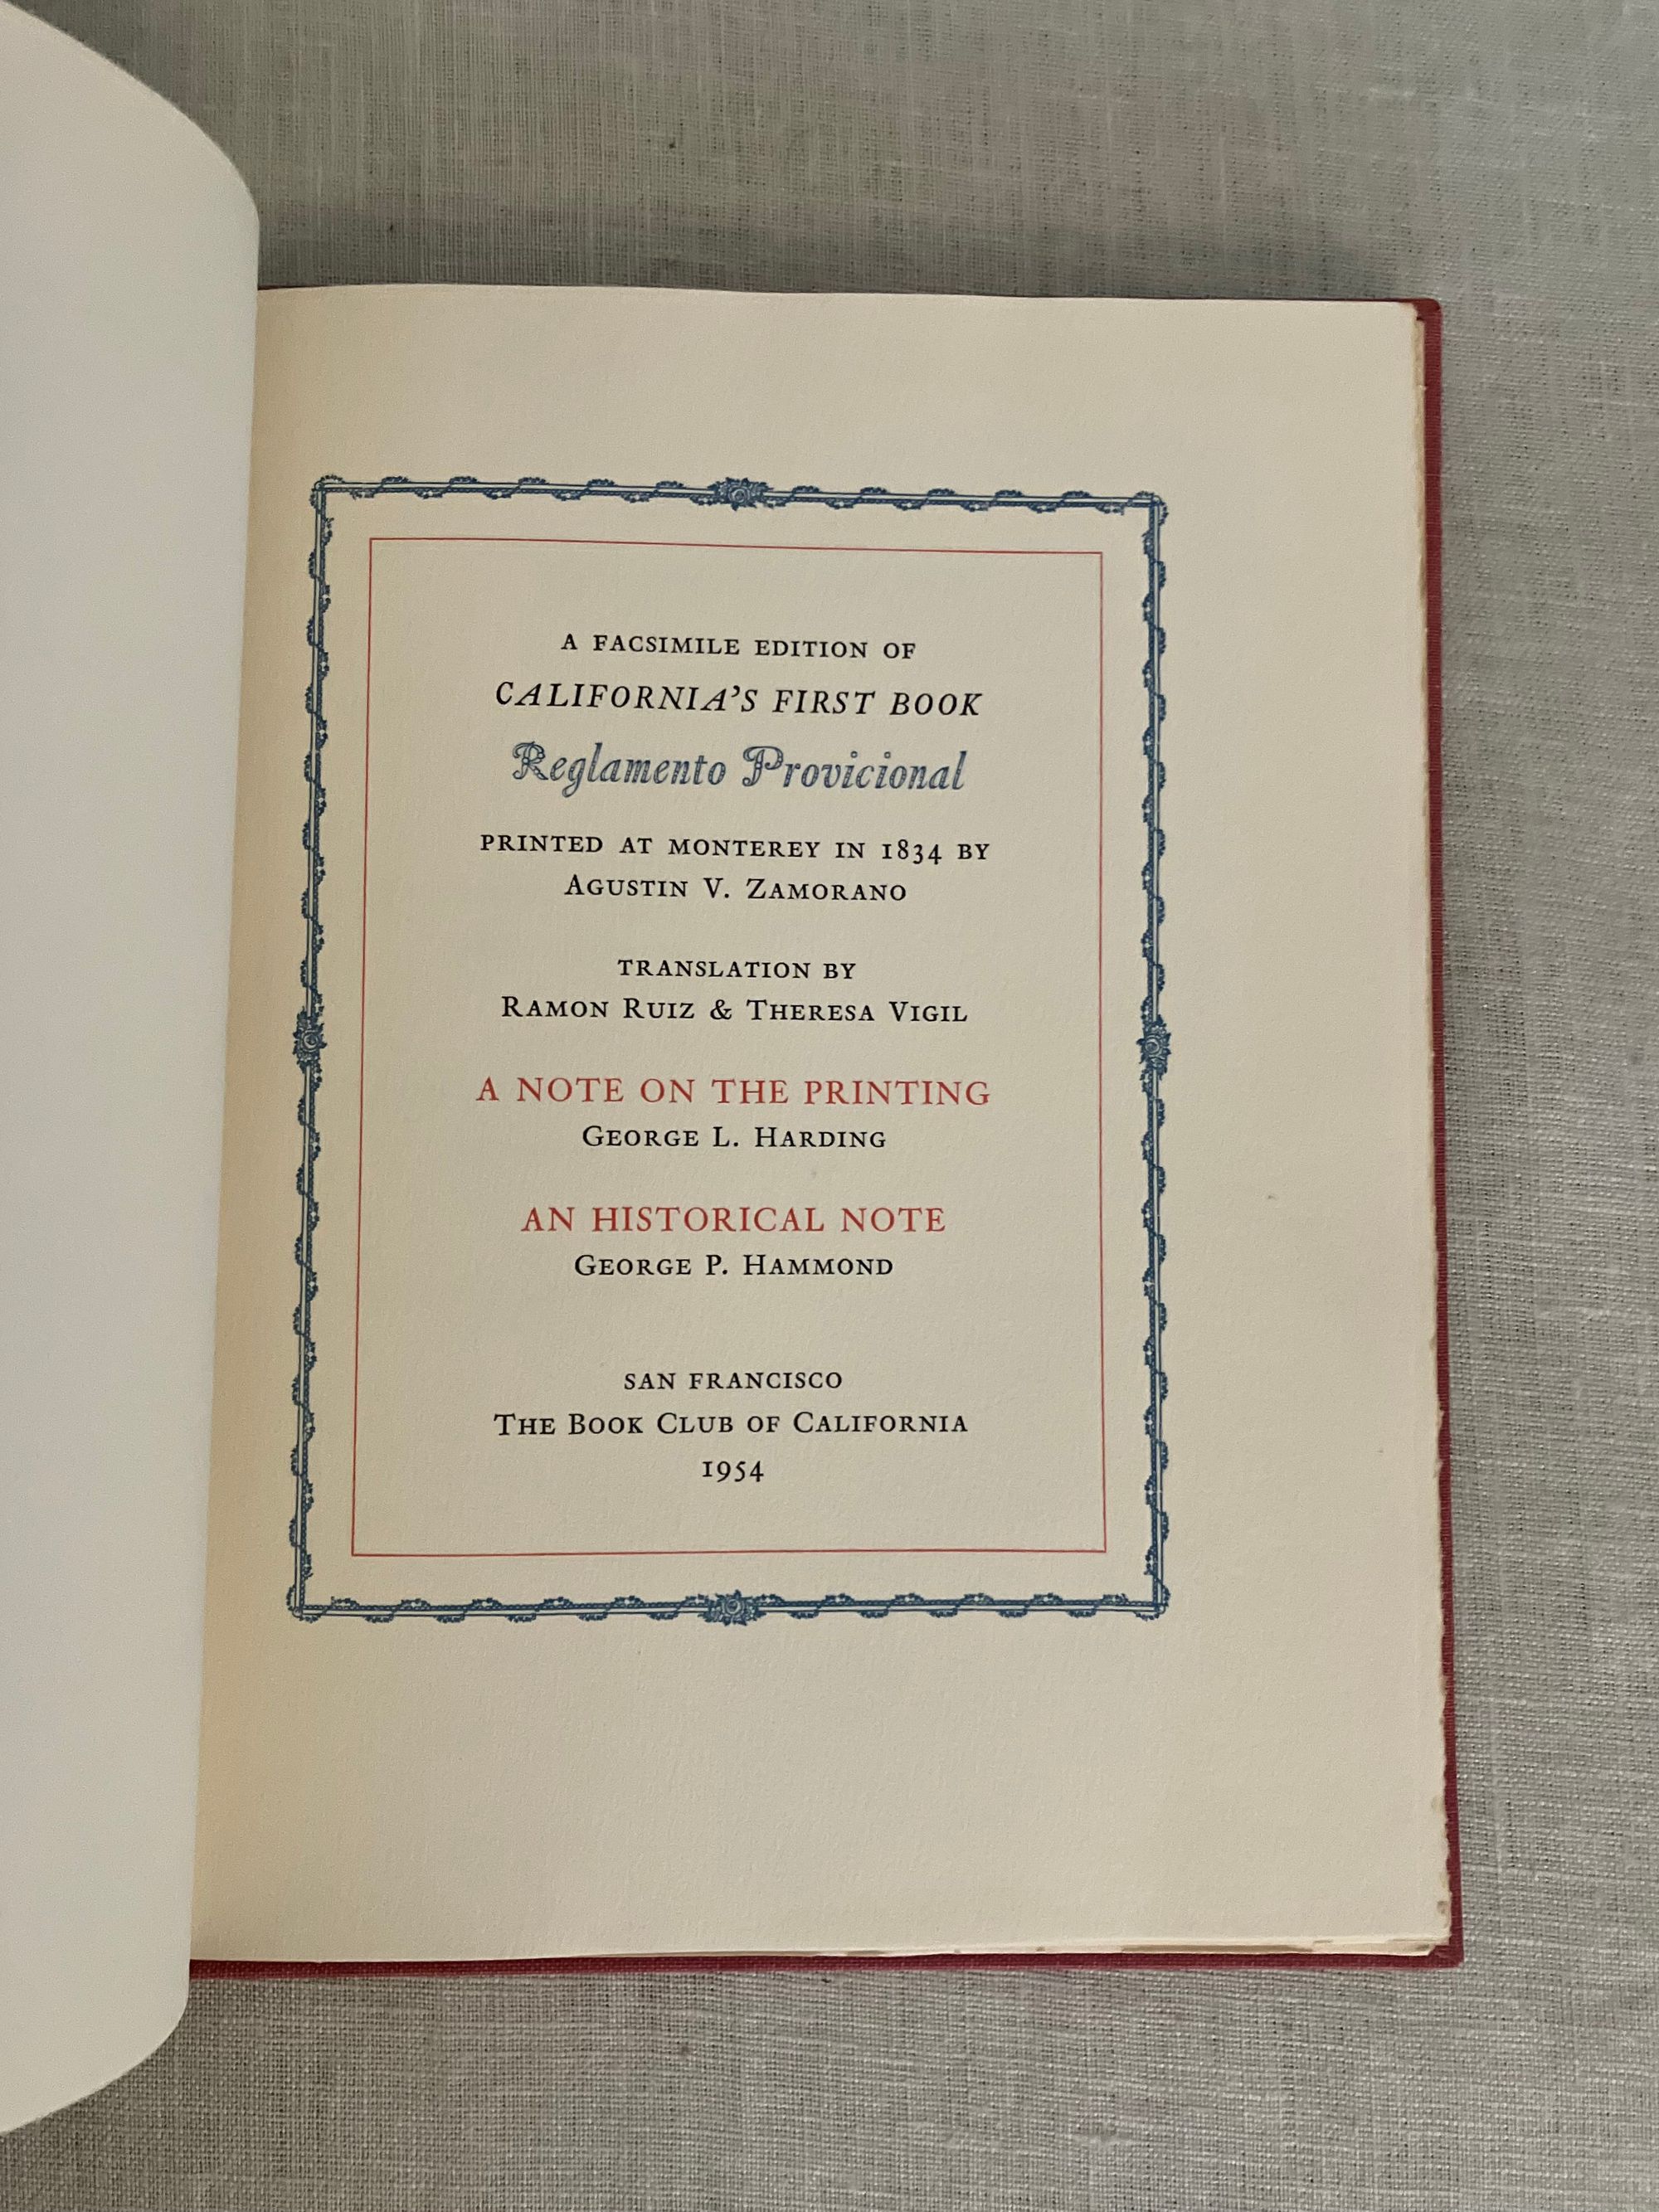 A FACSIMILE EDITION OF
CALIFORNIA'S FIRST BOOK
Reglamento Provicional
PRINTED AT MONTEREY IN 1834 BY
AGUSTIN V. ZAMORANO
TRANSLATION BY
RAMON RUIZ & THERESA VIGIL
A NOTE ON THE PRINTING
GEORGE L. HARDING
AN HISTORICAL NOTE
GEORGE P. HAMMOND
SAN FRANCISCO
THE BOOK CLUB OF CALIFORNIA
1954